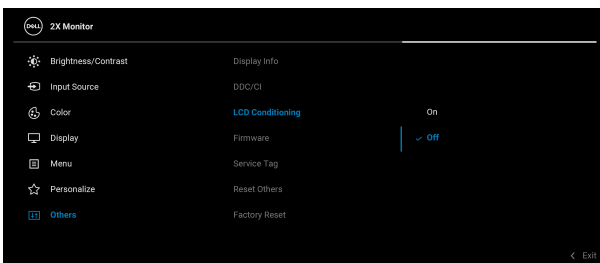 DELL 2X Monitor
Brightness/Contrast Display Info
Input Source DDC/CI
Color LCD Conditioning On
Display Firmware Off
Menu Service Tag
Personalize Reset Others
Others Factory Reset
Exit